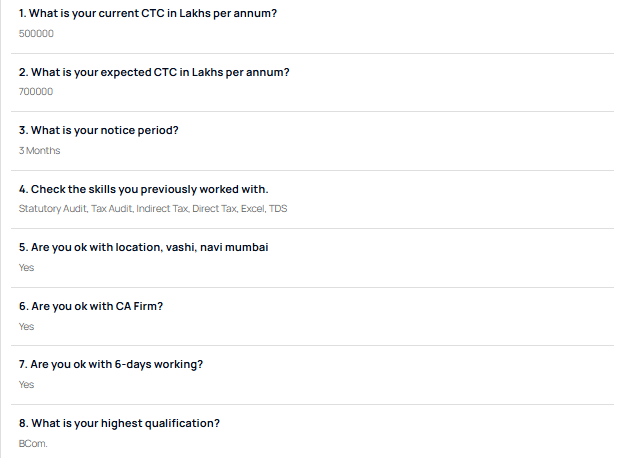 1. What is your current CTC in Lakhs per annum?
500000
2. What is your expected CTC in Lakhs per annum?
700000
3. What is your notice period?
3 Months
4. Check the skills you previously worked with.
Statutory Audit, Tax Audit, Indirect Tax, Direct Tax, Excel, TDS
5. Are you ok with location, vashi, navi mumbai
Yes
6. Are you ok with CA Firm?
Yes
7. Are you ok with 6-days working?
Yes
8. What is your highest qualification?
BCom.